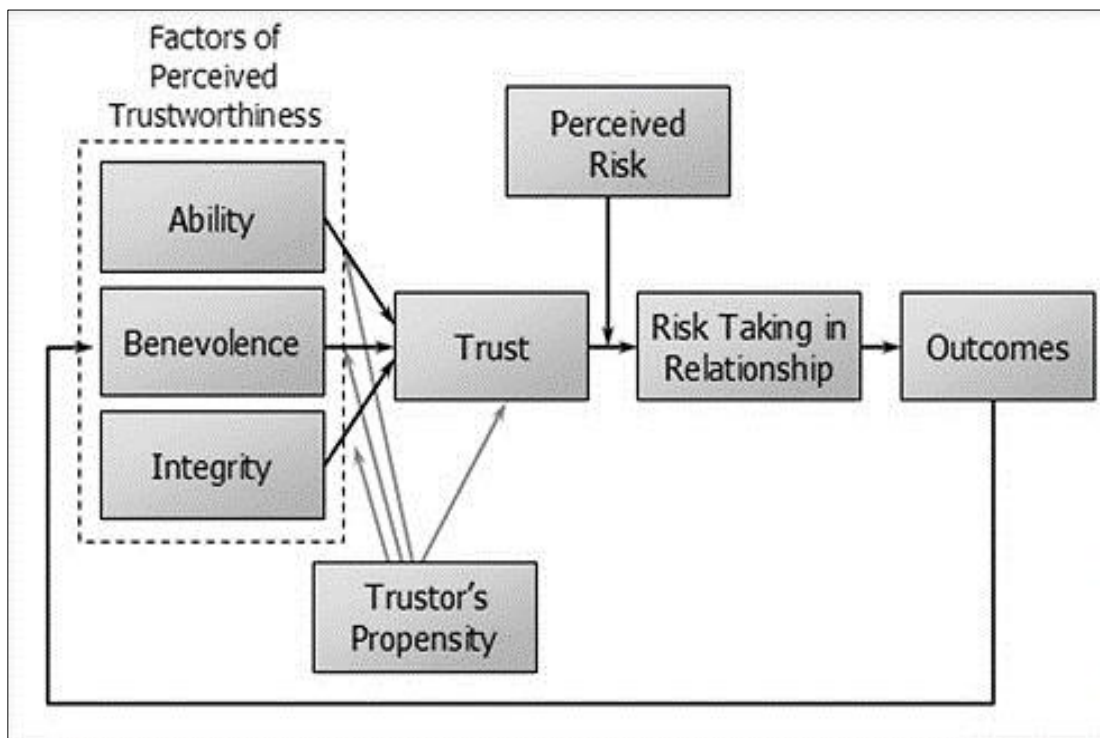 Factors of
Perceived
Trustworthiness
Ability
Benevolence
Integrity
Trust
Perceived
Risk
Risk Taking in
Relationship
Outcomes
Trustor's
Propensity